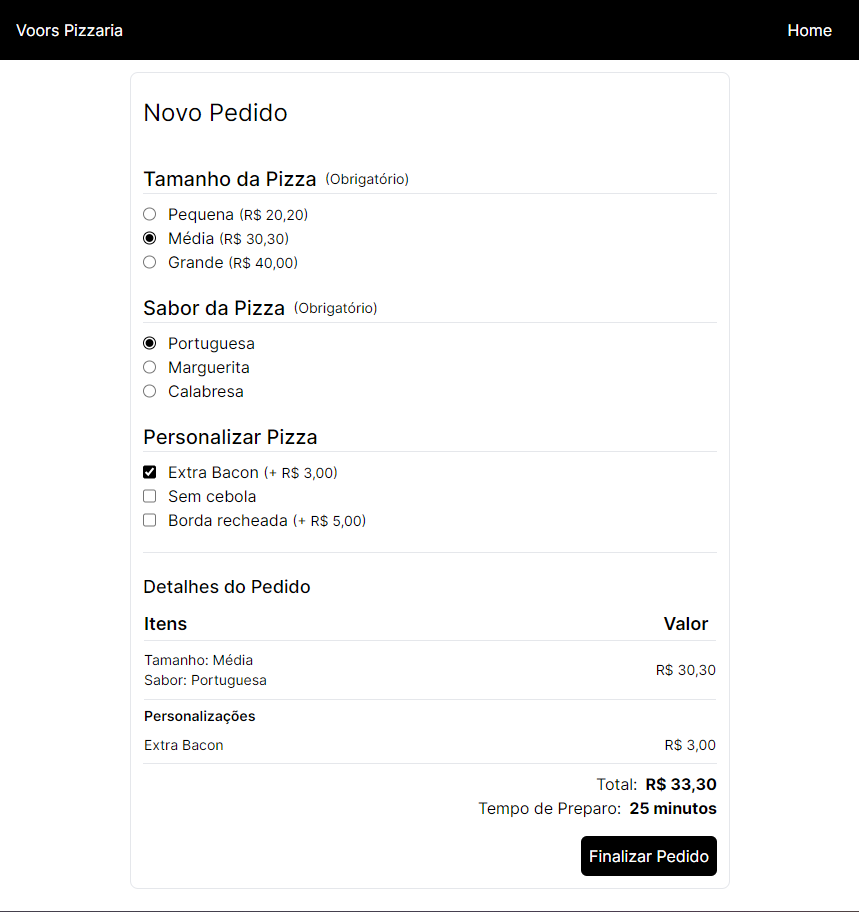 Voors Pizzaria Home
Novo Pedido
Tamanho da Pizza (Obrigatório)
Pequena (R$ 20,20)
Média (R$ 30,30)
Grande (R$ 40,00)
Sabor da Pizza (Obrigatório)
Portuguesa
Marguerita
Calabresa
Personalizar Pizza
Extra Bacon (+ R$ 3,00)
Sem cebola
Borda recheada (+ R$ 5,00)
Detalhes do Pedido
Itens Valor
Tamanho: Média
Sabor: Portuguesa
R$ 30,30
Personalizações
Extra Bacon R$ 3,00
Total: R$ 33,30
Tempo de Preparo: 25 minutos
Finalizar Pedido